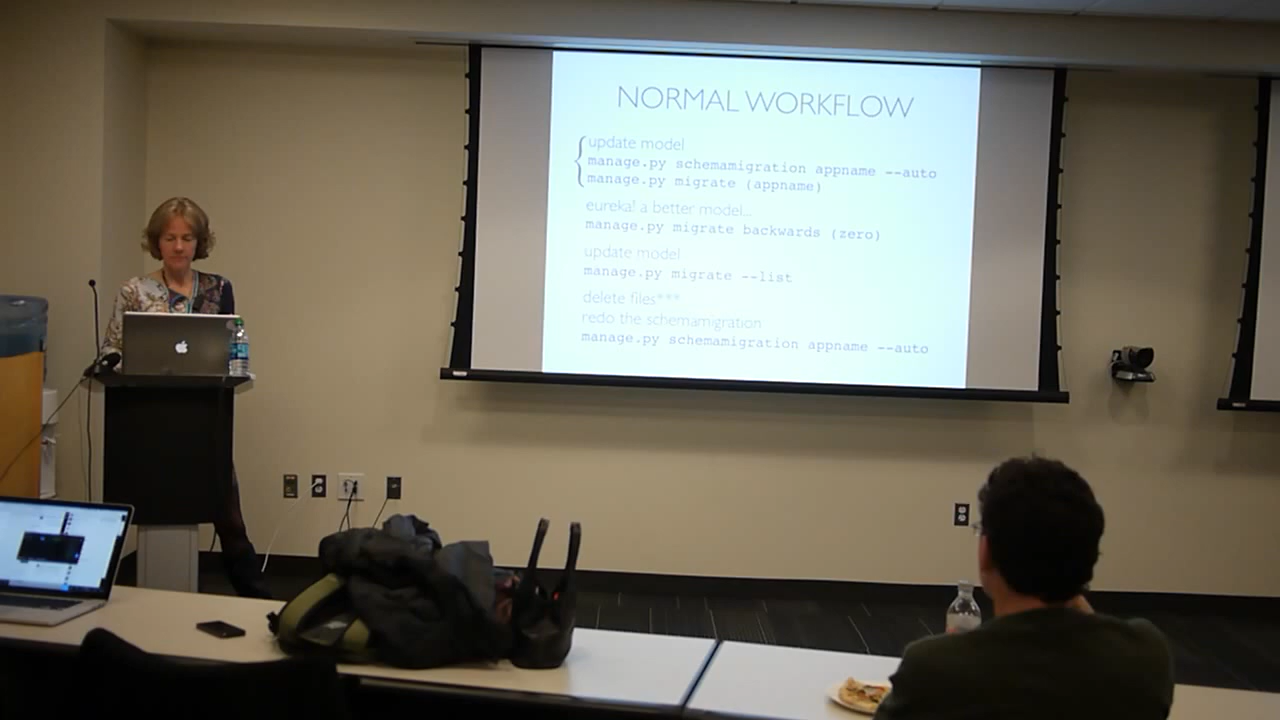 NORMAL WORKFLOW
update model
manage.py schemamigration appname --auto
manage.py migrate (appname)
eureka! a better model...
manage.py migrate backwards (zero)
update model
manage.py migrate --list
delete files***
redo the schemamigration
manage.py schemamigration appname --auto